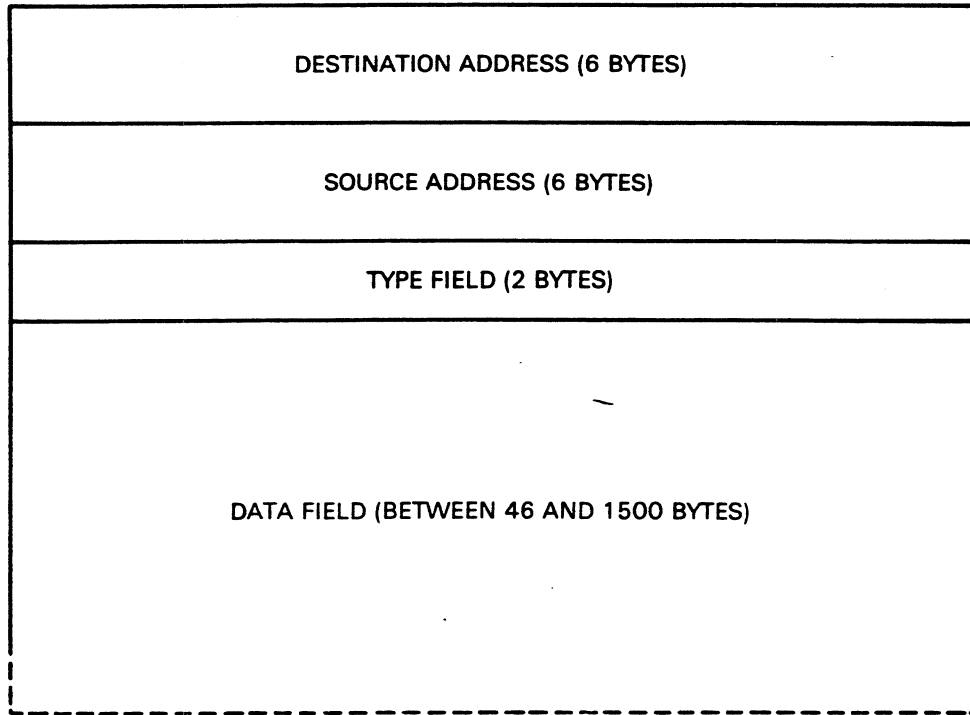 DESTINATION ADDRESS (6 BYTES)
SOURCE ADDRESS (6 BYTES)
TYPE FIELD (2 BYTES)
DATA FIELD (BETWEEN 46 AND 1500 BYTES)